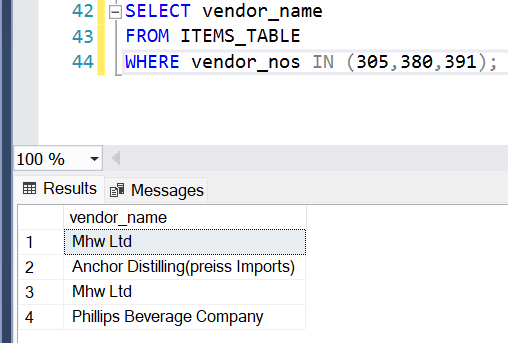 42 SELECT vendor_name
43 FROM ITEMS_TABLE
44 WHERE vendor_nos IN (305,380,391);
100 %
Results Messages
vendor_name
1 Mhw Ltd
2 Anchor Distilling(preiss Imports)
3 Mhw Ltd
4 Phillips Beverage Company